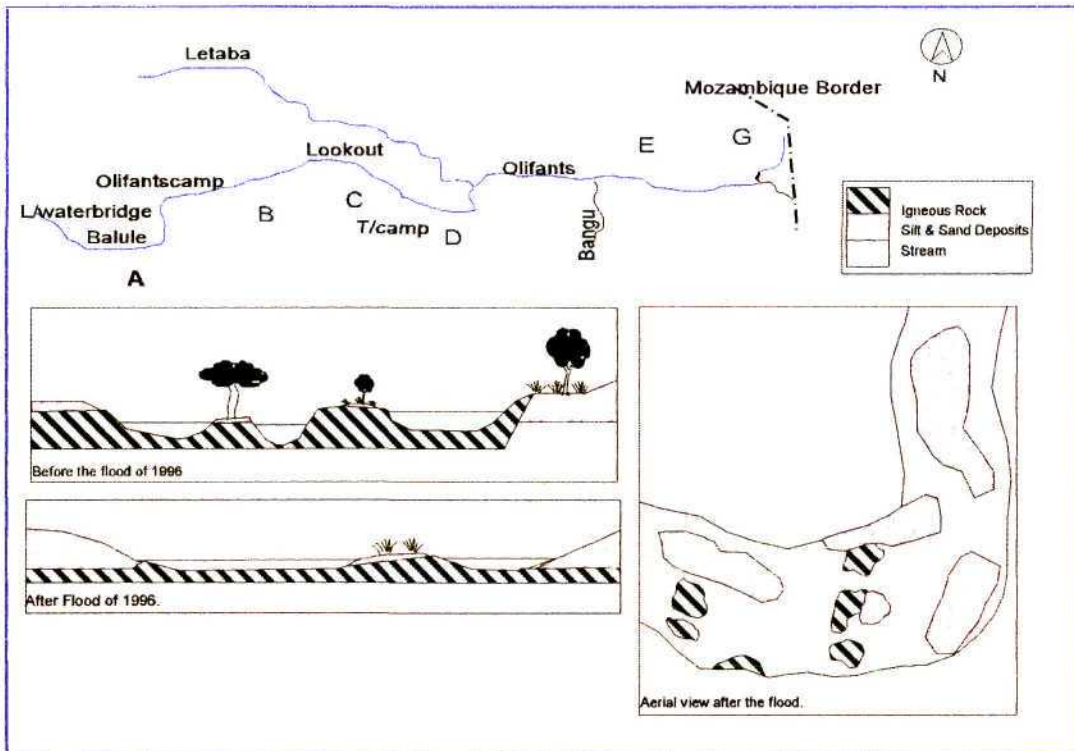 Letaba
N
Mozambique Border
E
G
Lookout
Olifants
Olifantscamp
B
C
L/waterbridge
T/camp
D
Bangu
Balule
A
Igneous Rock
Silt & Sand Deposits
Stream
Before the flood of 1996
After Flood of 1996.
Aerial view after the flood.